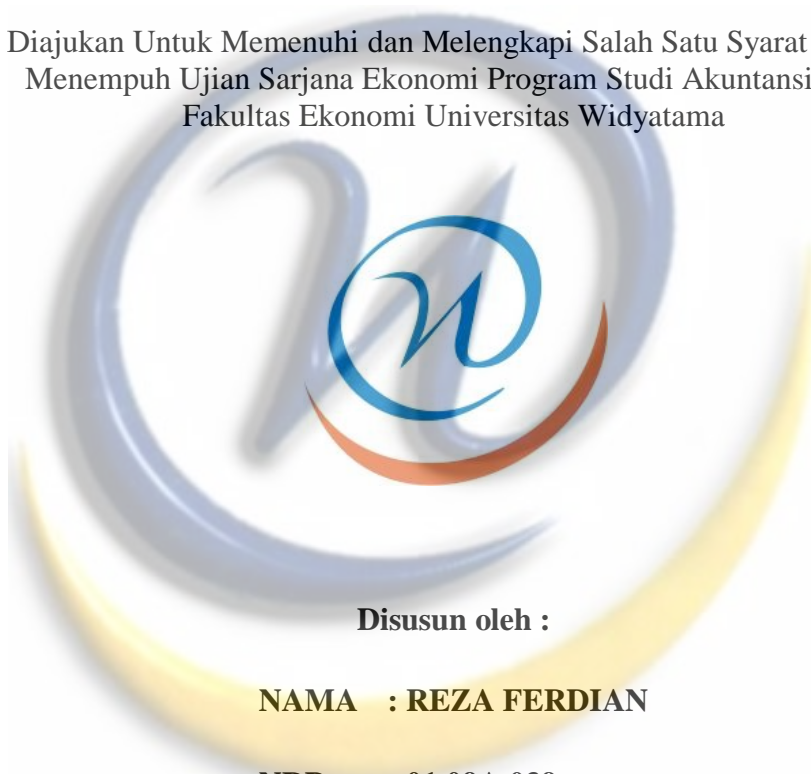 Diajukan Untuk Memenuhi dan Melengkapi Salah Satu Syarat
Menempuh Ujian Sarjana Ekonomi Program Studi Akuntansi
Fakultas Ekonomi Universitas Widyatama
Disusun oleh :
NAMA : REZA FERDIAN